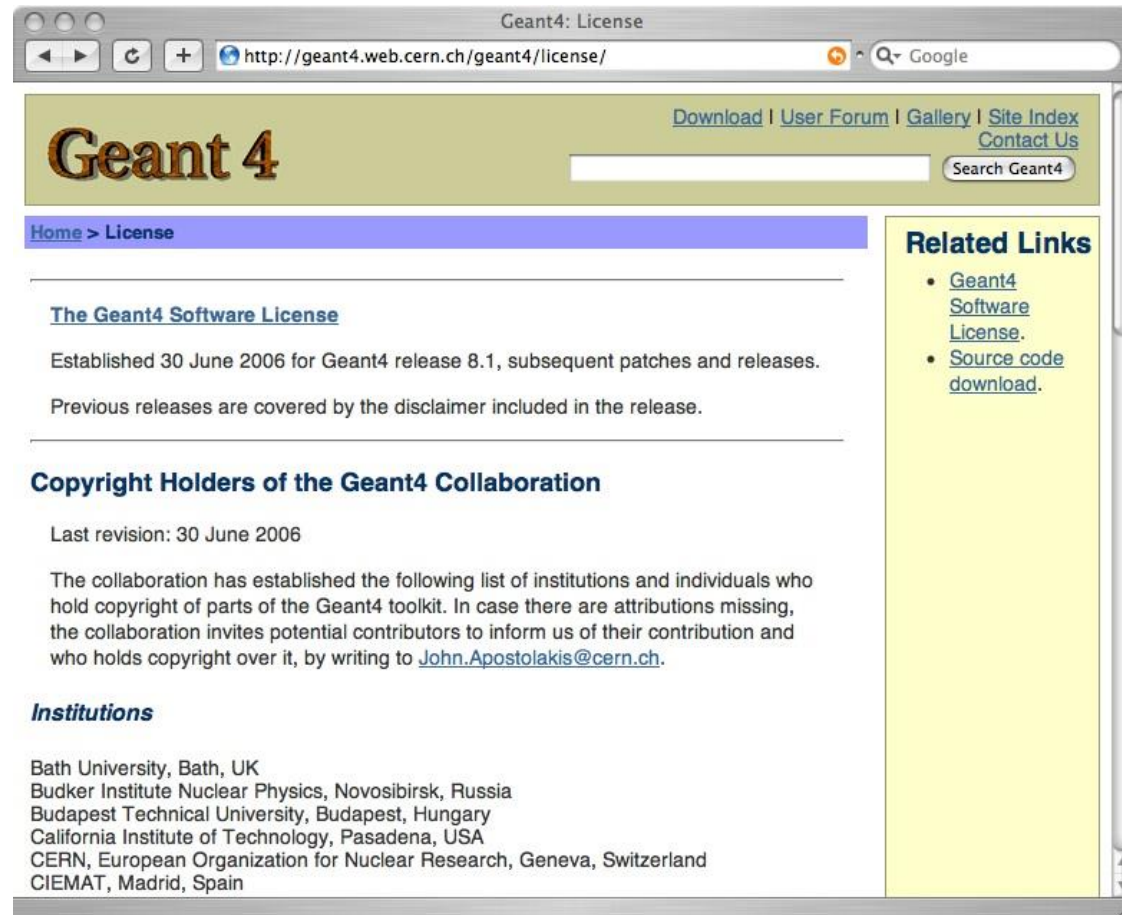 Geant4: License
http://geant4.web.cern.ch/geant4/license/
Google
Geant 4
Download | User Forum | Gallery | Site Index
Contact Us
Search Geant4
Home > License
The Geant4 Software License
Established 30 June 2006 for Geant4 release 8.1, subsequent patches and releases.
Previous releases are covered by the disclaimer included in the release.
Copyright Holders of the Geant4 Collaboration
Last revision: 30 June 2006
The collaboration has established the following list of institutions and individuals who
hold copyright of parts of the Geant4 toolkit. In case there are attributions missing,
the collaboration invites potential contributors to inform us of their contribution and
who holds copyright over it, by writing to John.Apostolakis@cern.ch.
Institutions
Bath University, Bath, UK
Budker Institute Nuclear Physics, Novosibirsk, Russia
Budapest Technical University, Budapest, Hungary
California Institute of Technology, Pasadena, USA
CERN, European Organization for Nuclear Research, Geneva, Switzerland
CIEMAT, Madrid, Spain
Related Links
Geant4
Software
License.
Source code
download.